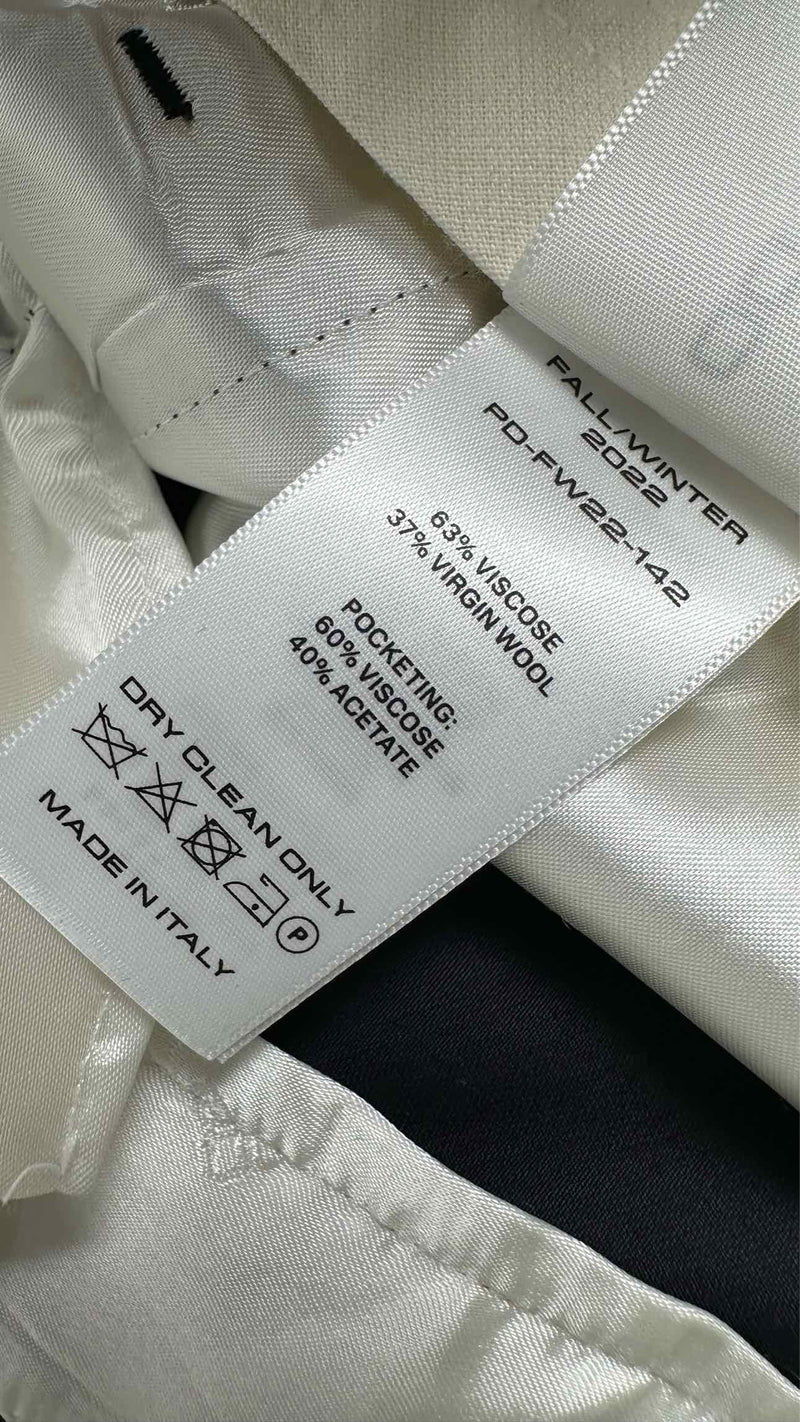 FALL/WINTER
2022
PD-FW22-142
63% VISCOSE
37% VIRGIN WOOL
POCKETING:
60% VISCOSE
40% ACETATE
DRY CLEAN ONLY
P
MADE IN ITALY